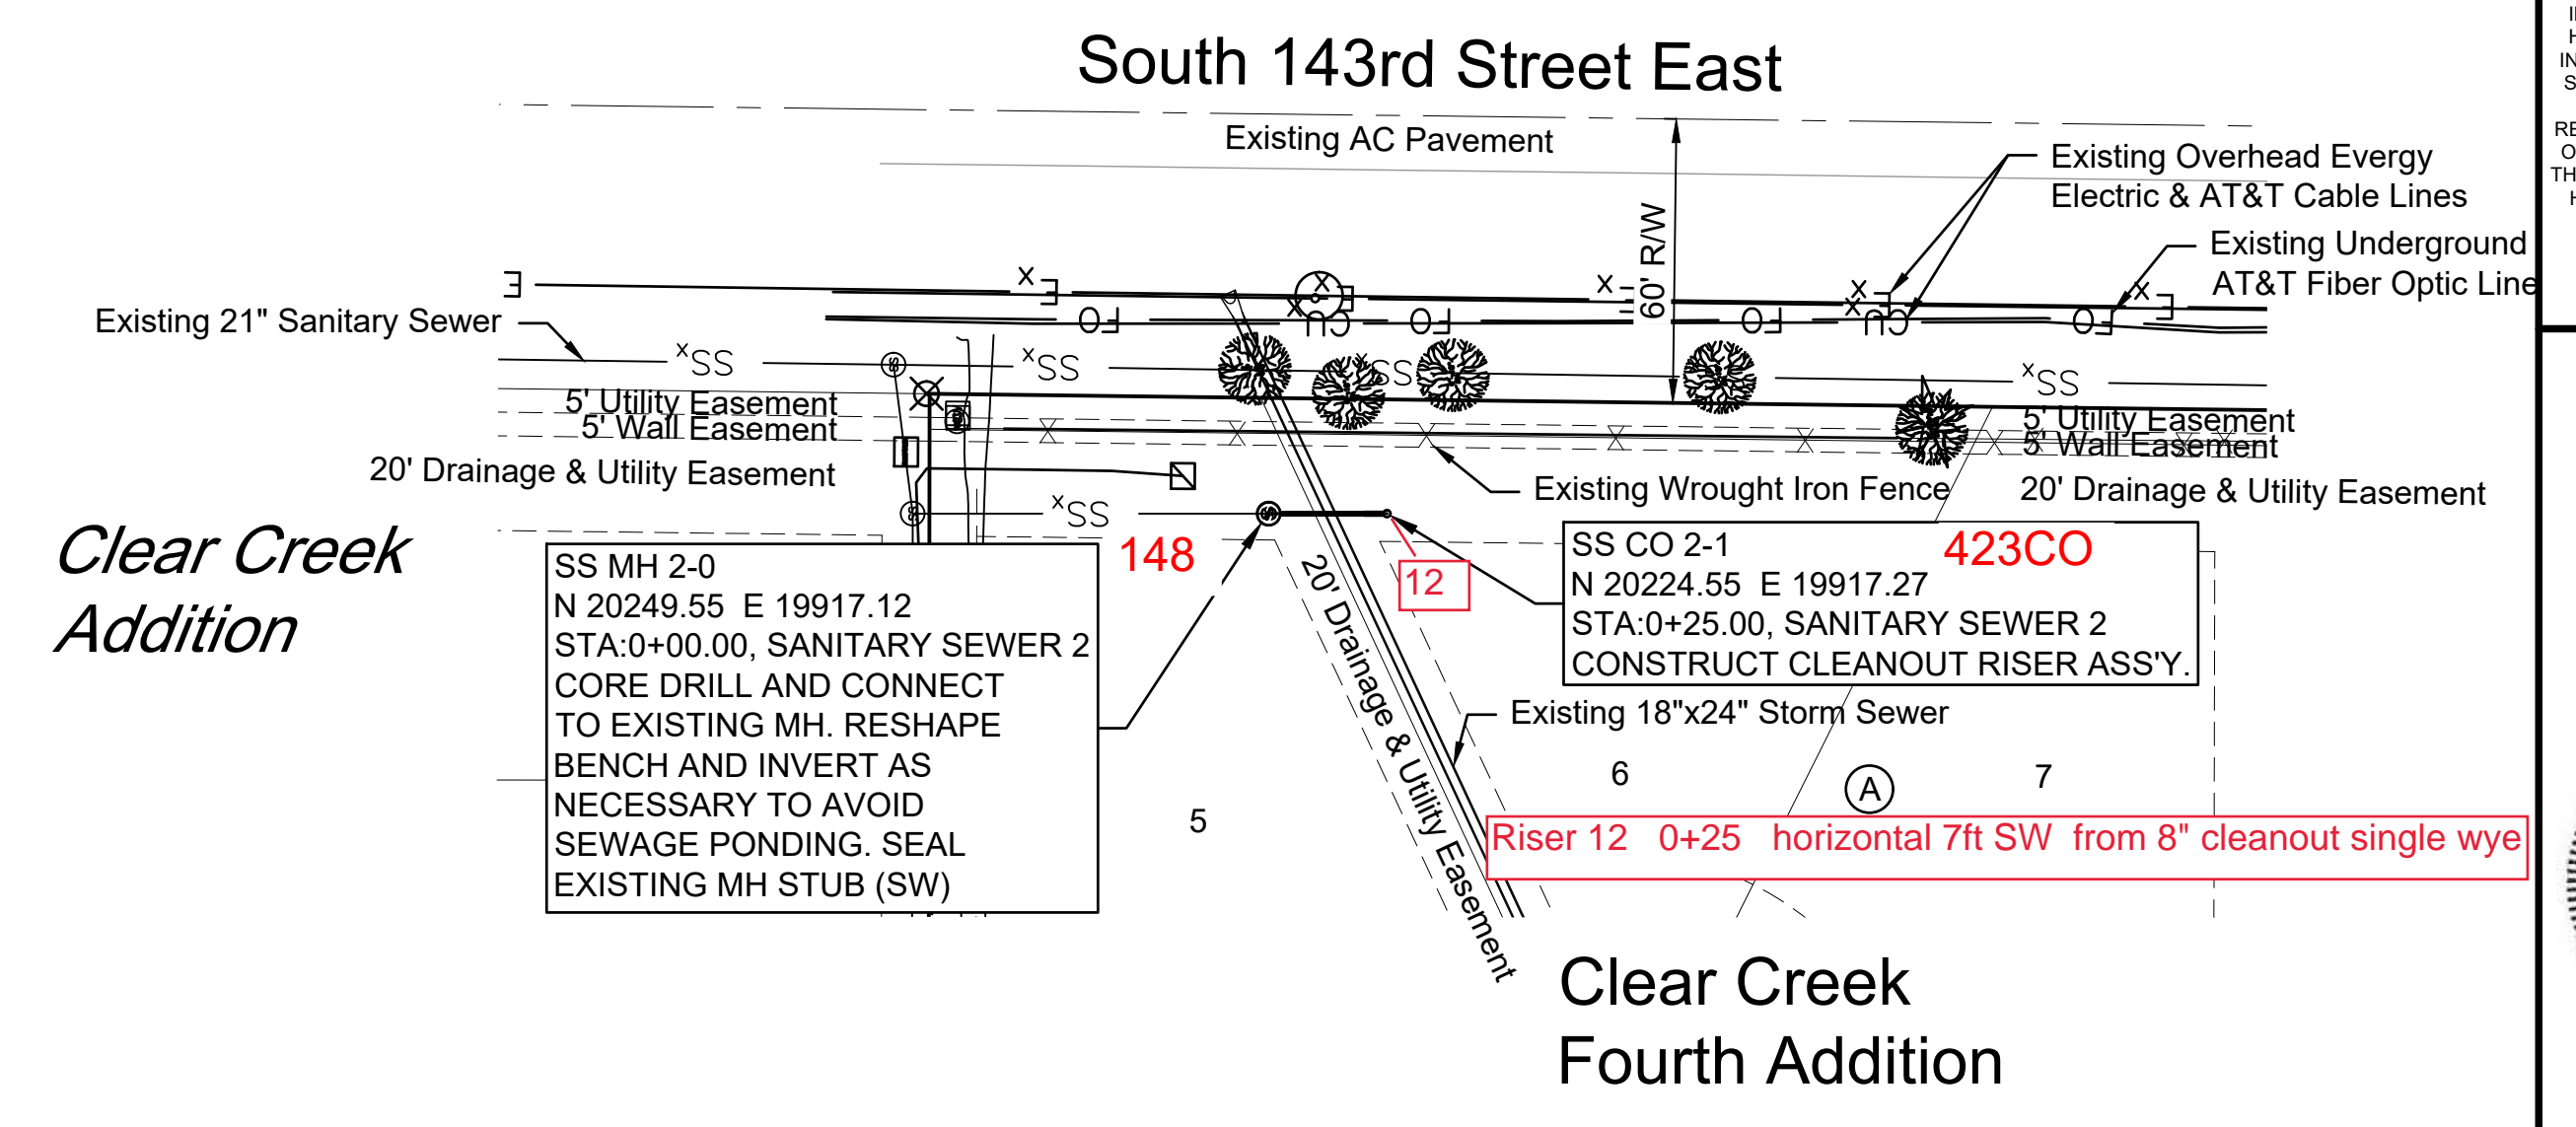 South 143rd Street East
Existing AC Pavement
Existing Overhead Evergy
Electric & AT&T Cable Lines
60' R/W
Existing Underground
AT&T Fiber Optic Line
E
E
E
E
E
E
FO
CU
FO
FO
CU
FO
Existing 21" Sanitary Sewer
SS
SS
SS
SS
5' Utility Easement
5' Wall Easement
20' Drainage & Utility Easement
5' Utility Easement
5' Wall Easement
20' Drainage & Utility Easement
Existing Wrought Iron Fence
SS
Clear Creek
Addition
SS MH 2-0
N 20249.55 E 19917.12
STA:0+00.00, SANITARY SEWER 2
CORE DRILL AND CONNECT
TO EXISTING MH. RESHAPE
BENCH AND INVERT AS
NECESSARY TO AVOID
SEWAGE PONDING. SEAL
EXISTING MH STUB (SW)
148
12
SS CO 2-1
423CO
N 20224.55 E 19917.27
STA:0+25.00, SANITARY SEWER 2
CONSTRUCT CLEANOUT RISER ASS'Y.
20' Drainage & Utility Easement
Existing 18"x24" Storm Sewer
5
6
A
7
Riser 12 0+25 horizontal 7ft SW from 8" cleanout single wye
Clear Creek
Fourth Addition